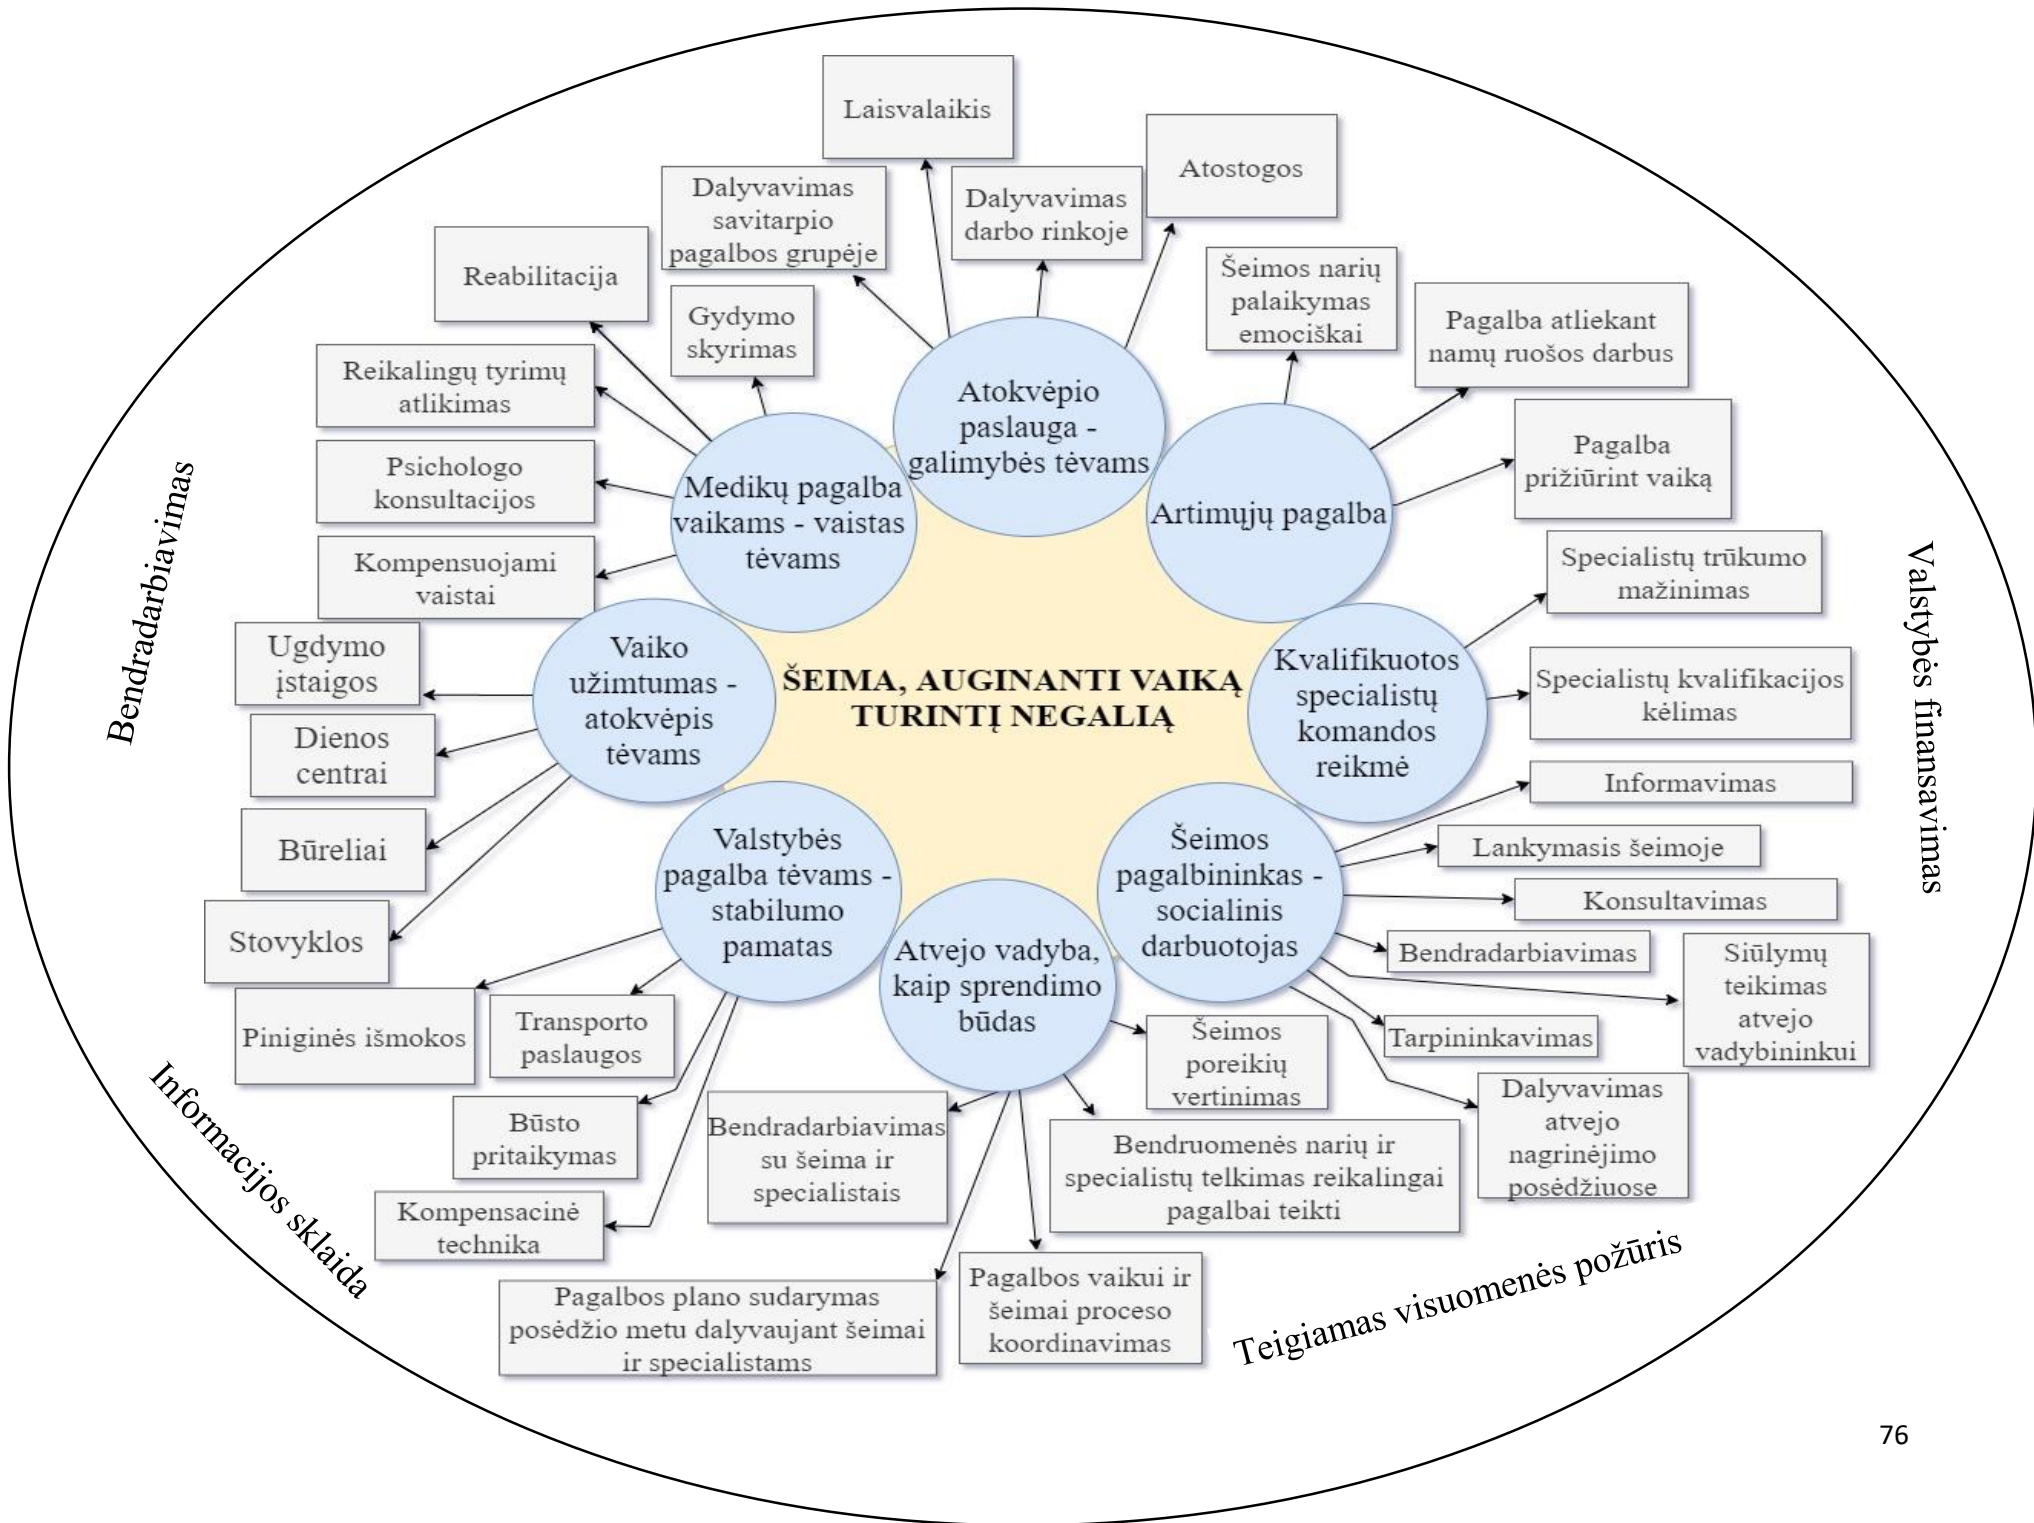 Laisvalaikis
Atostogos
Dalyvavimas
savitarpio
pagalbos grupėje
Dalyvavimas
darbo rinkoje
Reabilitacija
Gydymo
skyrimas
Šeimos narių
palaikymas
emociškai
Pagalba atliekant
namų ruošos darbus
Reikalingų tyrimų
atlikimas
Atokvėpio
paslauga -
galimybės tėvams
Pagalba
prižiūrint vaiką
Psichologo
konsultacijos
Medikų pagalba
vaikams - vaistas
tėvams
Artimųjų pagalba
Kompensuojami
vaistai
Specialistų trūkumo
mažinimas
Bendradarbiavimas
Valstybės finansavimas
Ugdymo
įstaigos
Vaiko
užimtumas -
atokvėpis
tėvams
ŠEIMA, AUGINANTI VAIKĄ
TURINTĮ NEGALIĄ
Kvalifikuotos
specialistų
komandos
reikmė
Specialistų kvalifikacijos
kėlimas
Dienos
centrai
Informavimas
Būreliai
Valstybės
pagalba tėvams -
stabilumo
pamatas
Šeimos
pagalbininkas -
socialinis
darbuotojas
Lankymasis šeimoje
Konsultavimas
Stovyklos
Atvejo vadyba,
kaip sprendimo
būdas
Bendradarbiavimas
Siūlymų
teikimas
atvejo
vadybininkui
Piniginės išmokos
Transporto
paslaugos
Šeimos
poreikių
vertinimas
Tarpininkavimas
Informacijos sklaida
Būsto
pritaikymas
Bendradarbiavimas
su šeima ir
specialistais
Bendruomenės narių ir
specialistų telkimas reikalingai
pagalbai teikti
Dalyvavimas
atvejo
nagrinėjimo
posėdžiuose
Kompensacinė
technika
Pagalbos plano sudarymas
posėdžio metu dalyvaujant šeimai
ir specialistams
Pagalbos vaikui ir
šeimai proceso
koordinavimas
Teigiamas visuomenės požūris
76